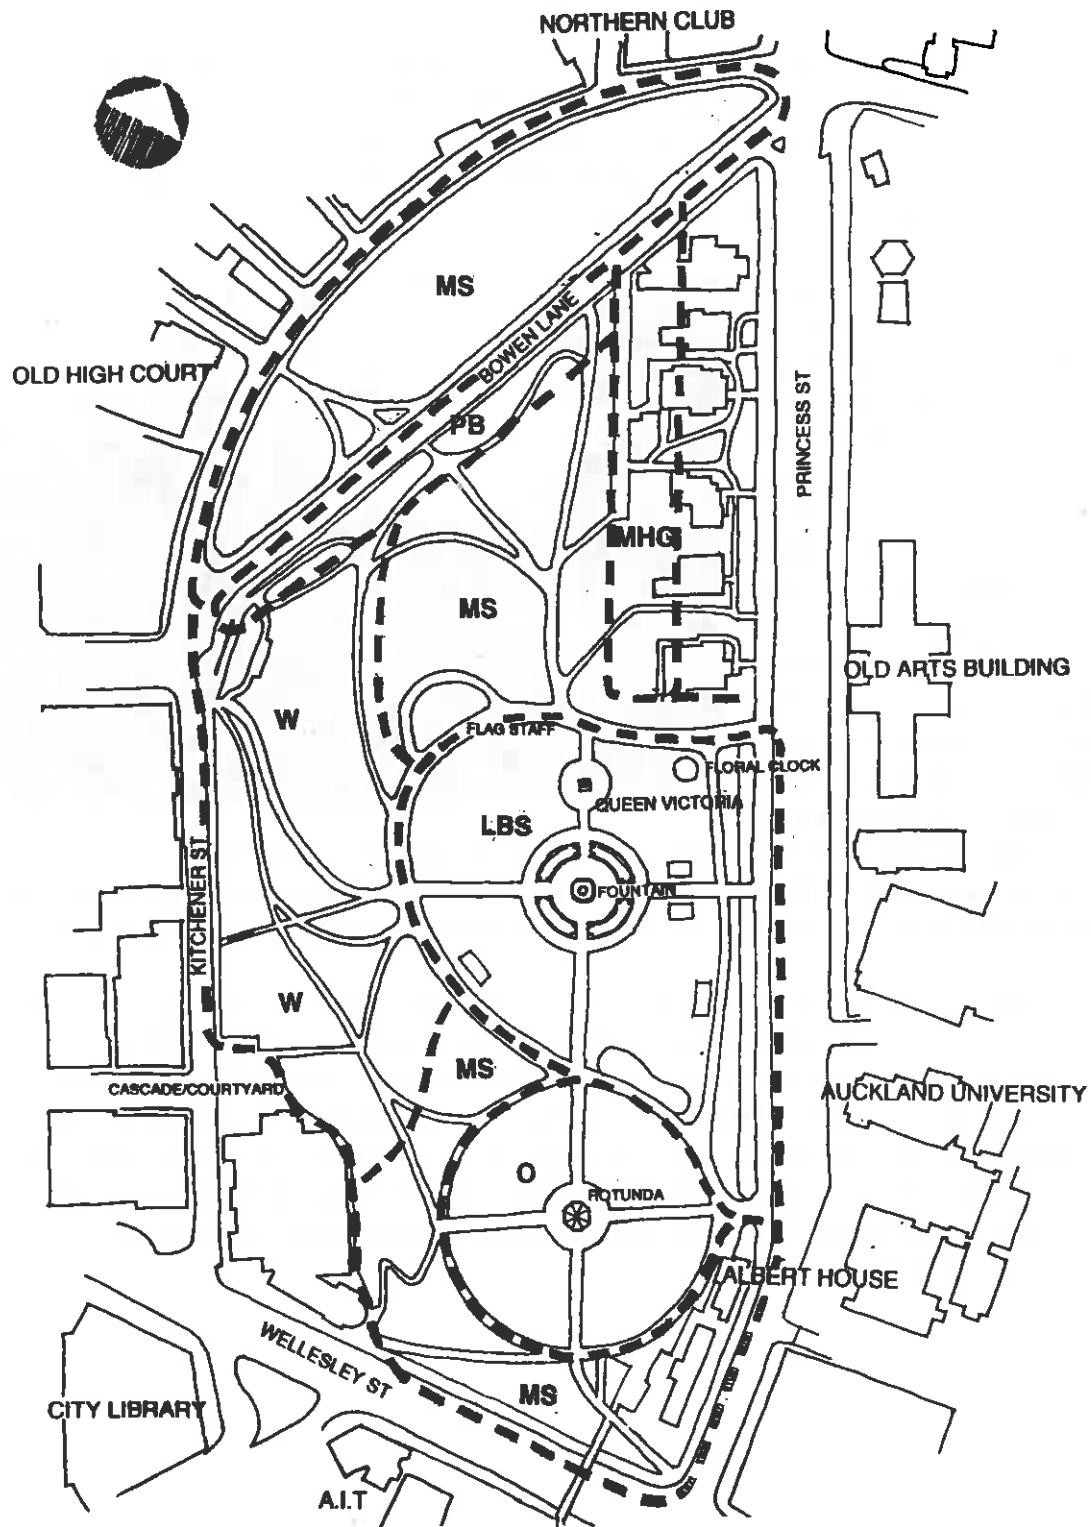 NORTHERN CLUB
MS
BOWEN LANE
OLD HIGH COURT
PRINCESS ST
PB
MHG
MS
OLD ARTS BUILDING
W
FLAG STAFF
FLORAL CLOCK
QUEEN VICTORIA
LBS
KITCHENER ST
FOUNTAIN
W
MS
CASCADE/COURTYARD
AUCKLAND UNIVERSITY
O
ROTUNDA
ALBERT HOUSE
WELLESLEY ST
MS
CITY LIBRARY
A.I.T